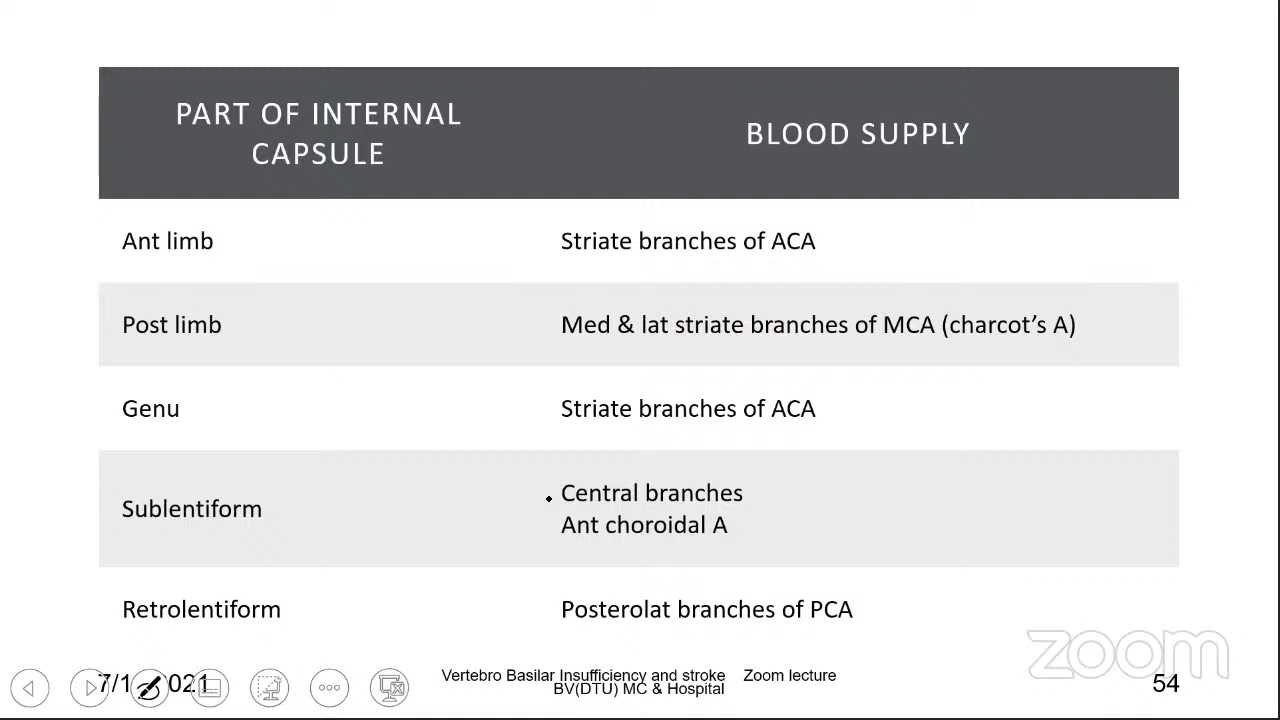 PART OF INTERNAL
CAPSULE
BLOOD SUPPLY
Ant limb
Striate branches of ACA
Post limb
Med & lat striate branches of MCA (charcot’s A)
Genu
Striate branches of ACA
Sublentiform
Central branches
Ant choroidal A
Retrolentiform
Posterolat branches of PCA
zoom
Vertebro Basilar Insufficiency and stroke Zoom lecture
BV(DTU) MC & Hospital
54